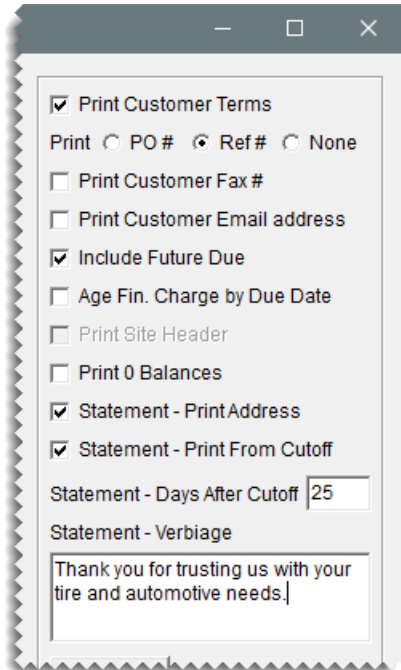 Print Customer Terms
Print PO # Ref # None
Print Customer Fax #
Print Customer Email address
Include Future Due
Age Fin. Charge by Due Date
Print Site Header
Print 0 Balances
Statement - Print Address
Statement - Print From Cutoff
Statement - Days After Cutoff 25
Statement - Verbiage
Thank you for trusting us with your
tire and automotive needs.